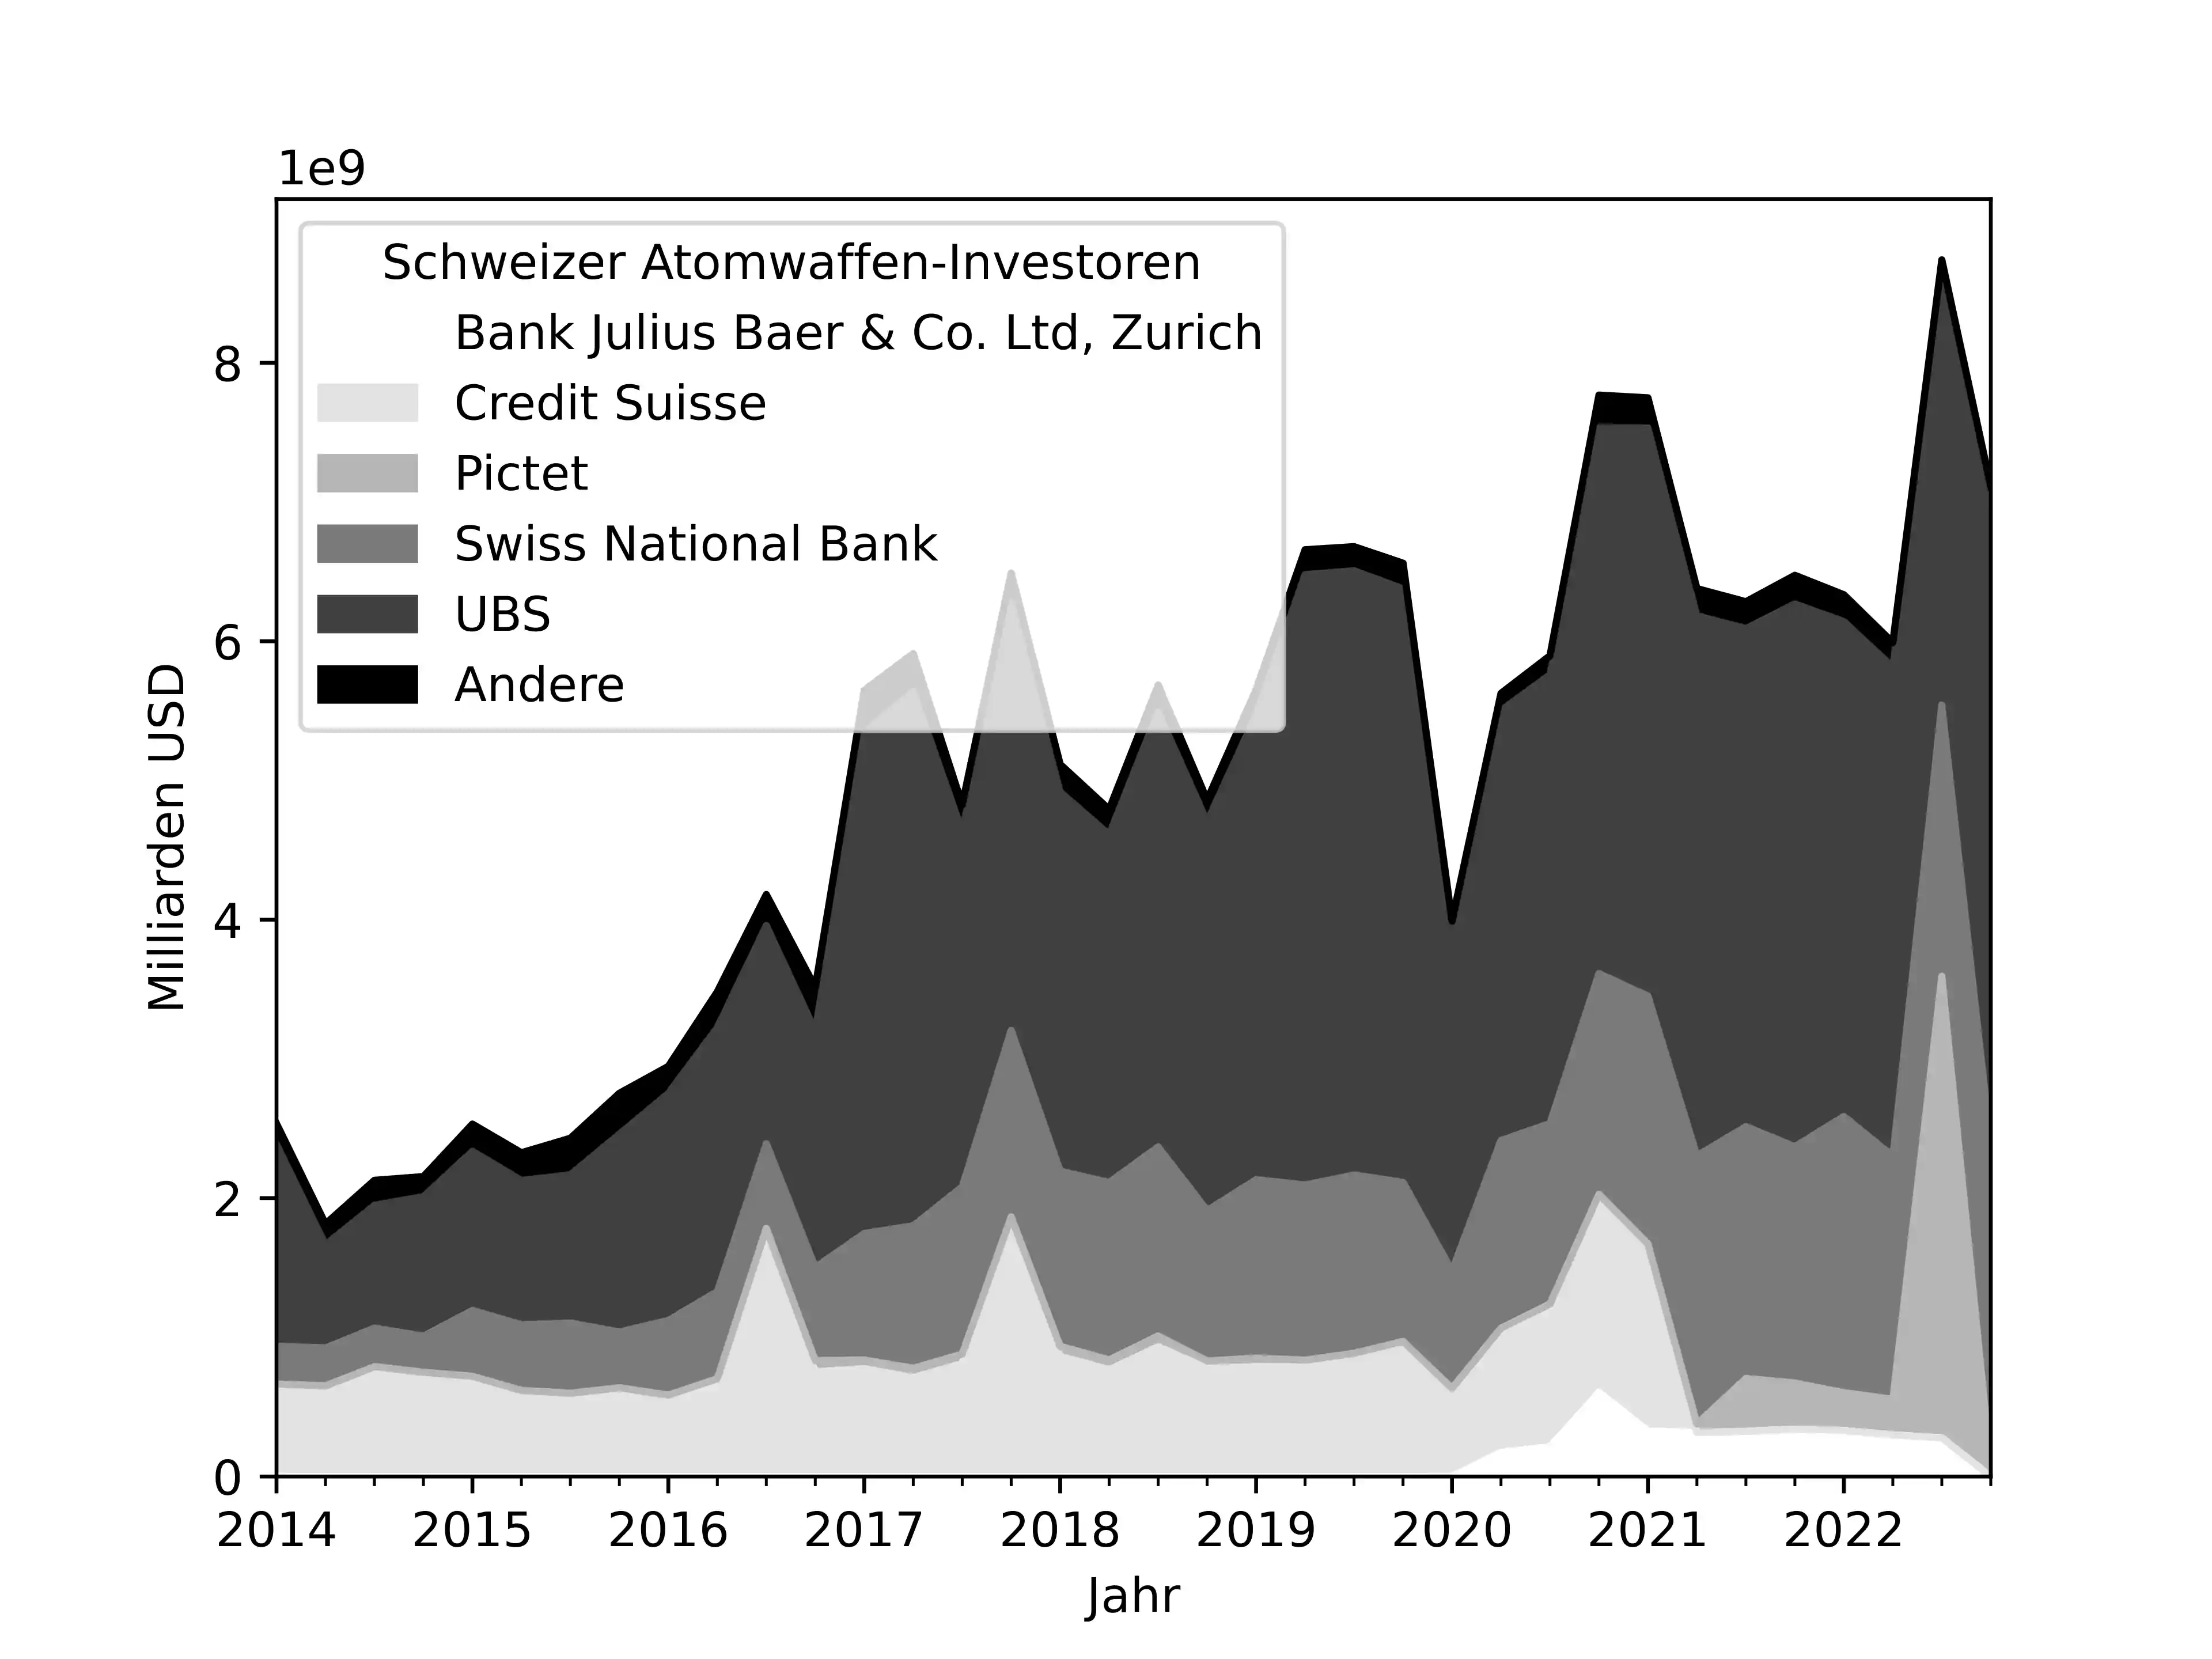 1e9
Schweizer Atomwaffen-Investoren
Bank Julius Baer & Co. Ltd, Zurich
Credit Suisse
Pictet
Swiss National Bank
UBS
Andere
8
6
4
2
0
Milliarden USD
2014 2015 2016 2017 2018 2019 2020 2021 2022
Jahr